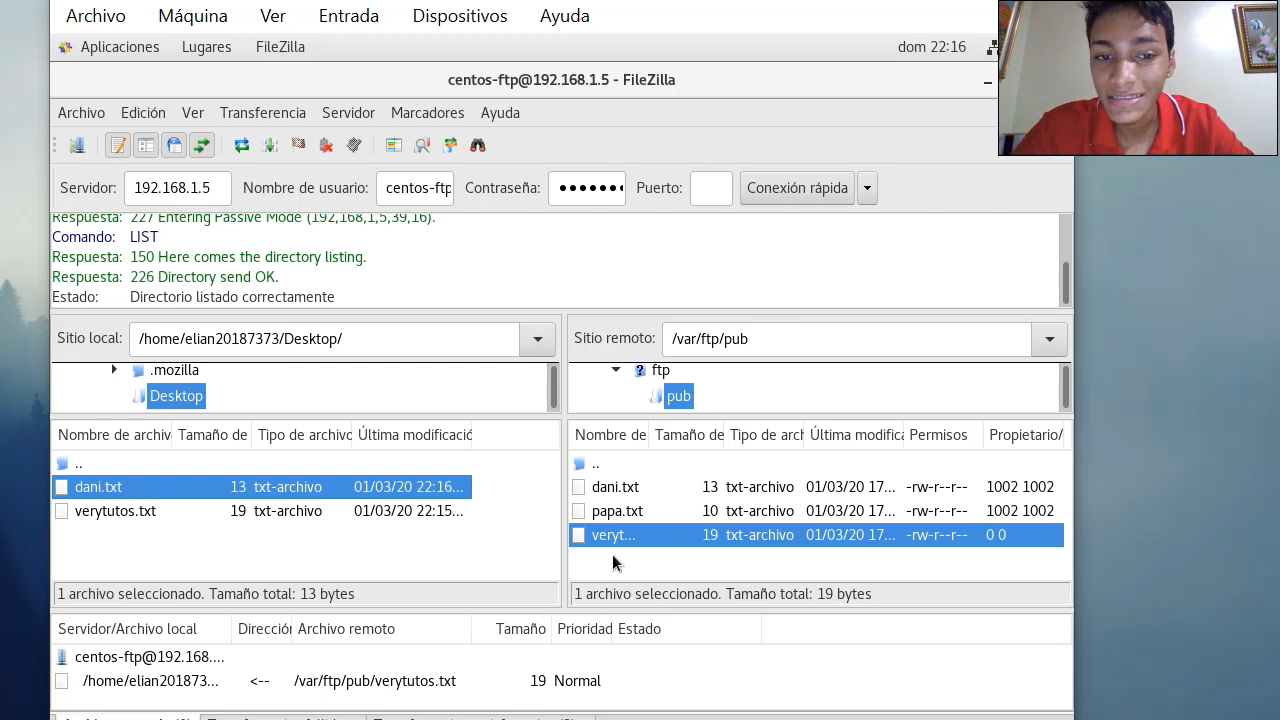 Archivo Máquina Ver Entrada Dispositivos Ayuda
Aplicaciones Lugares FileZilla dom 22:16
centos-ftp@192.168.1.5 - FileZilla
Archivo Edición Ver Transferencia Servidor Marcadores Ayuda
Servidor: 192.168.1.5 Nombre de usuario: centos-ftp Contraseña: ••••••• Puerto: Conexión rápida
Respuesta: 227 Entering Passive Mode (192,168,1,5,39,16).
Comando: LIST
Respuesta: 150 Here comes the directory listing.
Respuesta: 226 Directory send OK.
Estado: Directorio listado correctamente
Sitio local: /home/elian20187373/Desktop/ Sitio remoto: /var/ftp/pub
.mozilla ftp
Desktop pub
Nombre de archiv Tamaño de Tipo de archivo Última modificació Nombre de Tamaño de Tipo de arch Última modifica Permisos Propietario/
.. ..
dani.txt 13 txt-archivo 01/03/20 22:16... dani.txt 13 txt-archivo 01/03/20 17... -rw-r--r-- 1002 1002
verytutos.txt 19 txt-archivo 01/03/20 22:15... papa.txt 10 txt-archivo 01/03/20 17... -rw-r--r-- 1002 1002
veryt... 19 txt-archivo 01/03/20 17... -rw-r--r-- 0 0
1 archivo seleccionado. Tamaño total: 13 bytes 1 archivo seleccionado. Tamaño total: 19 bytes
Servidor/Archivo local Dirección Archivo remoto Tamaño Prioridad Estado
centos-ftp@192.168....
/home/elian201873... <-- /var/ftp/pub/verytutos.txt 19 Normal